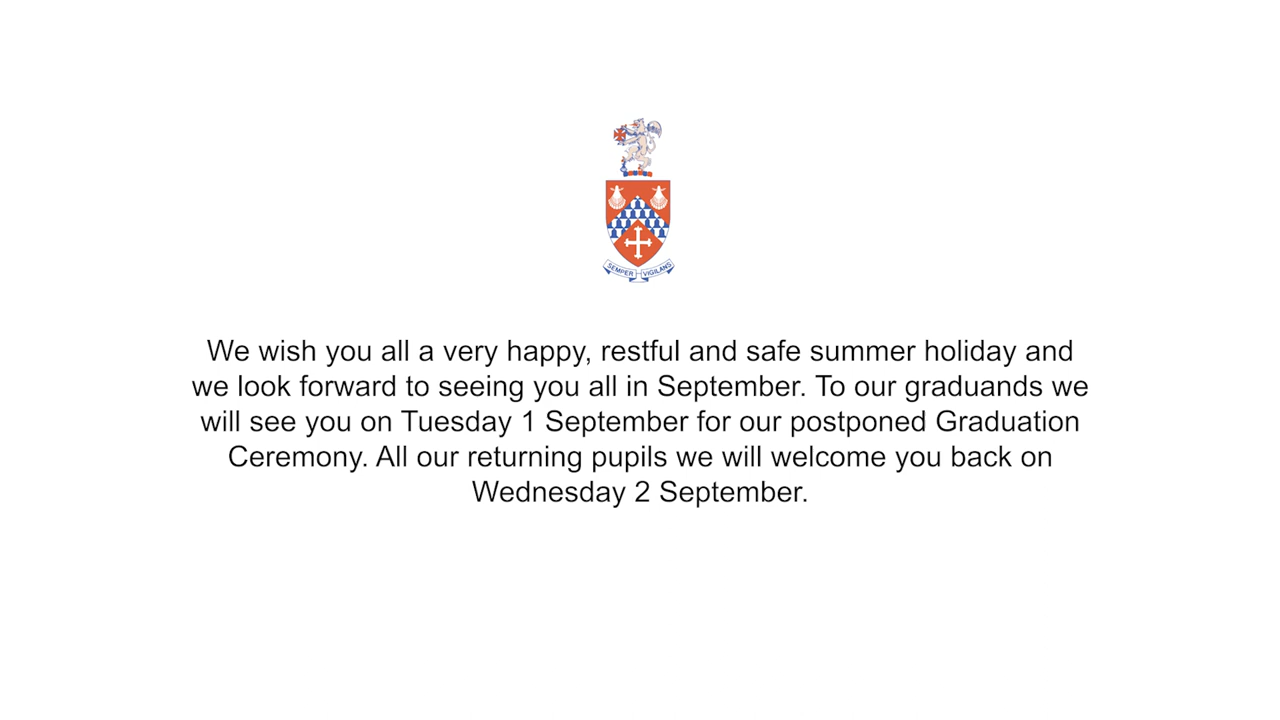 SEMPER VIGILANS
We wish you all a very happy, restful and safe summer holiday and
we look forward to seeing you all in September. To our graduands we
will see you on Tuesday 1 September for our postponed Graduation
Ceremony. All our returning pupils we will welcome you back on
Wednesday 2 September.